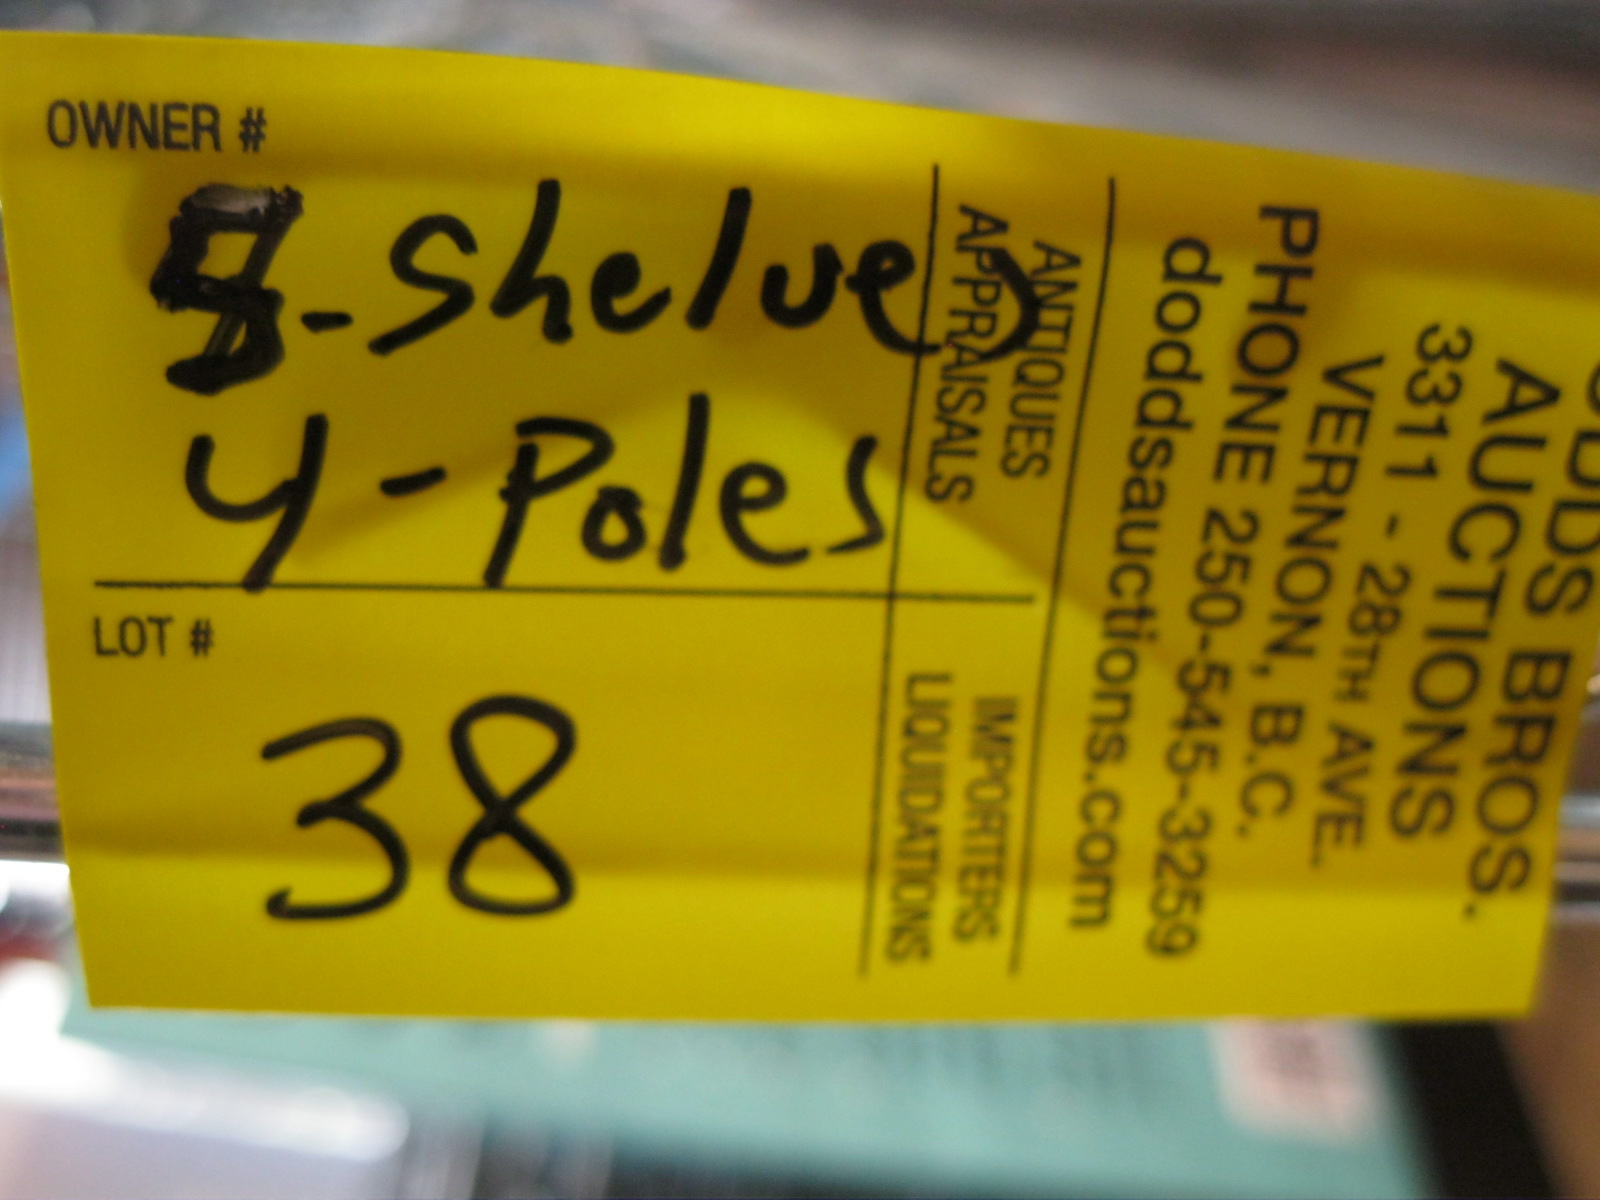 OWNER #
-Shelves
4-Poles
LOT #
38
ANTIQUES
APPRAISALS
IMPORTERS
LIQUIDATIONS
BROS.
AUCTIONS
3311 - 28TH AVE.
VERNON, B.C.
PHONE 250-545-3259
doddsauctions.com